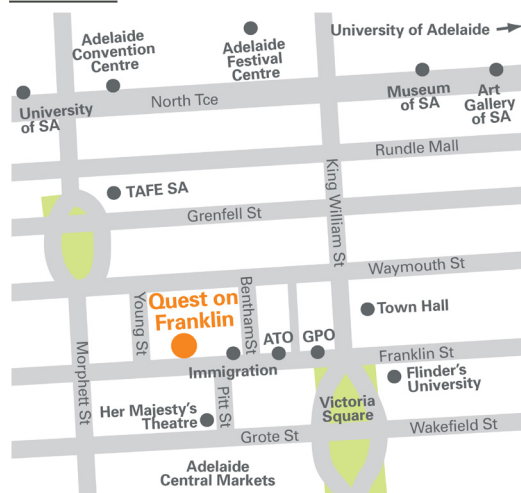 University of Adelaide
Adelaide
Convention
Centre
Adelaide
Festival
Centre
University
of SA
North Tce
Museum
of SA
Art
Gallery
of SA
Rundle Mall
TAFE SA
King William St
Grenfell St
Waymouth St
Young St
Quest on
Franklin
BenthamSt
Town Hall
ATO
GPO
Immigration
Franklin St
Morphett St
Flinder's
University
Pitt St
Her Majesty's
Theatre
Victoria
Square
Grote St
Wakefield St
Adelaide
Central Markets